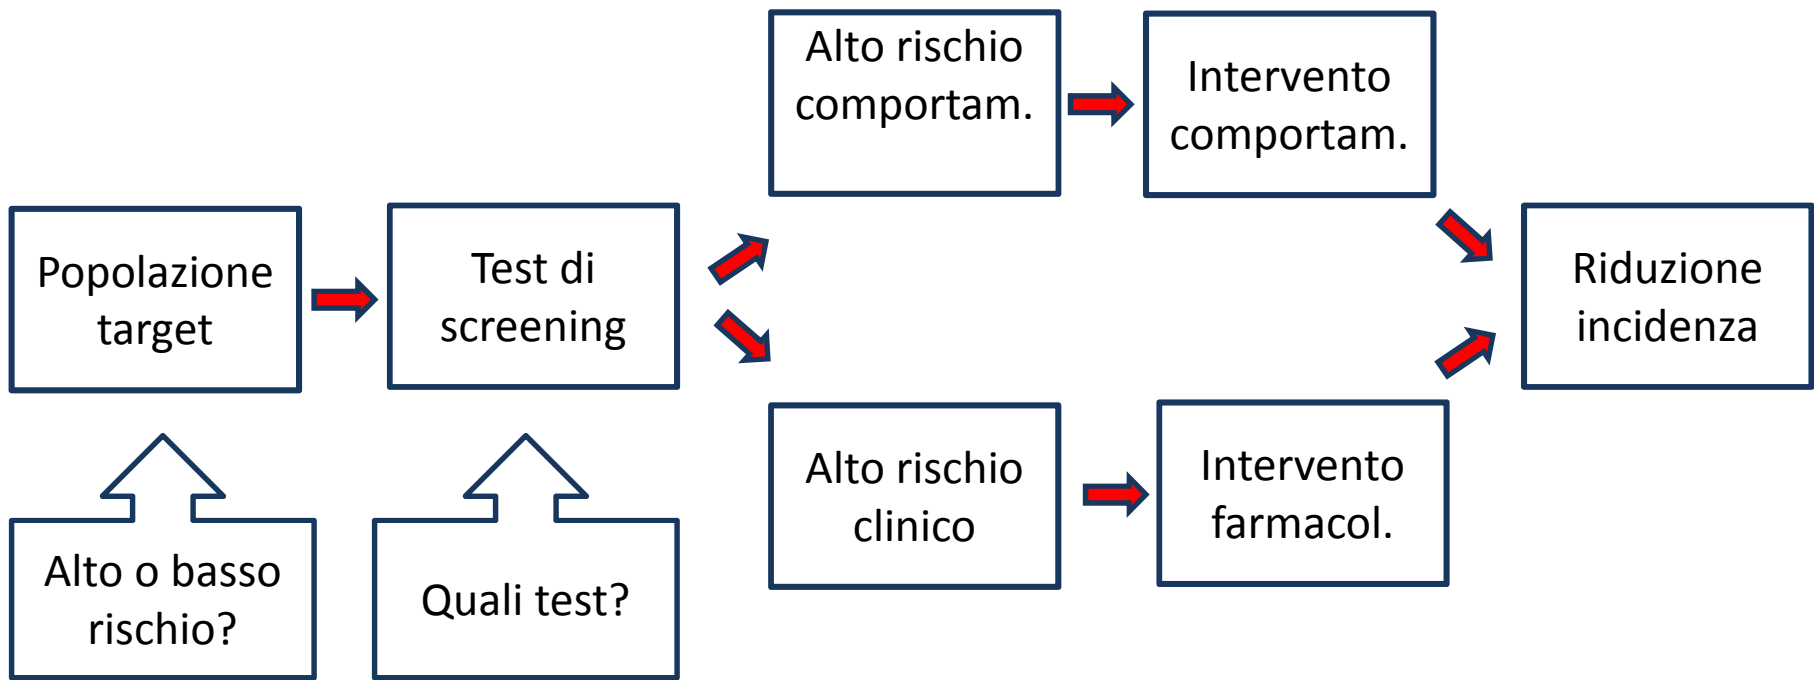 Popolazione
target
Test di
screening
Alto rischio
comportam.
Intervento
comportam.
Alto rischio
clinico
Intervento
farmacol.
Riduzione
incidenza
Alto o basso
rischio?
Quali test?